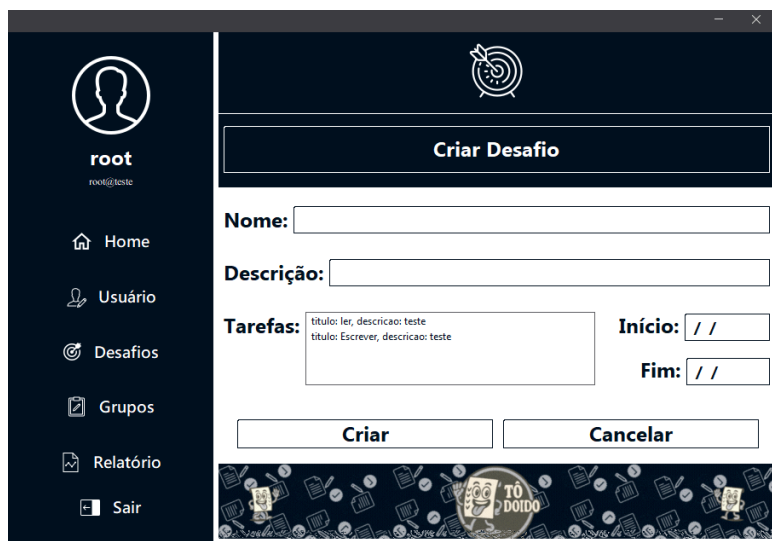 root
root@teste
Home
Usuário
Desafios
Grupos
Relatório
Sair
Criar Desafio
Nome:
Descrição:
Tarefas:
titulo: ler, descricao: teste
titulo: Escrever, descricao: teste
Início: / /
Fim: / /
Criar
Cancelar
TÔ
DOIDO